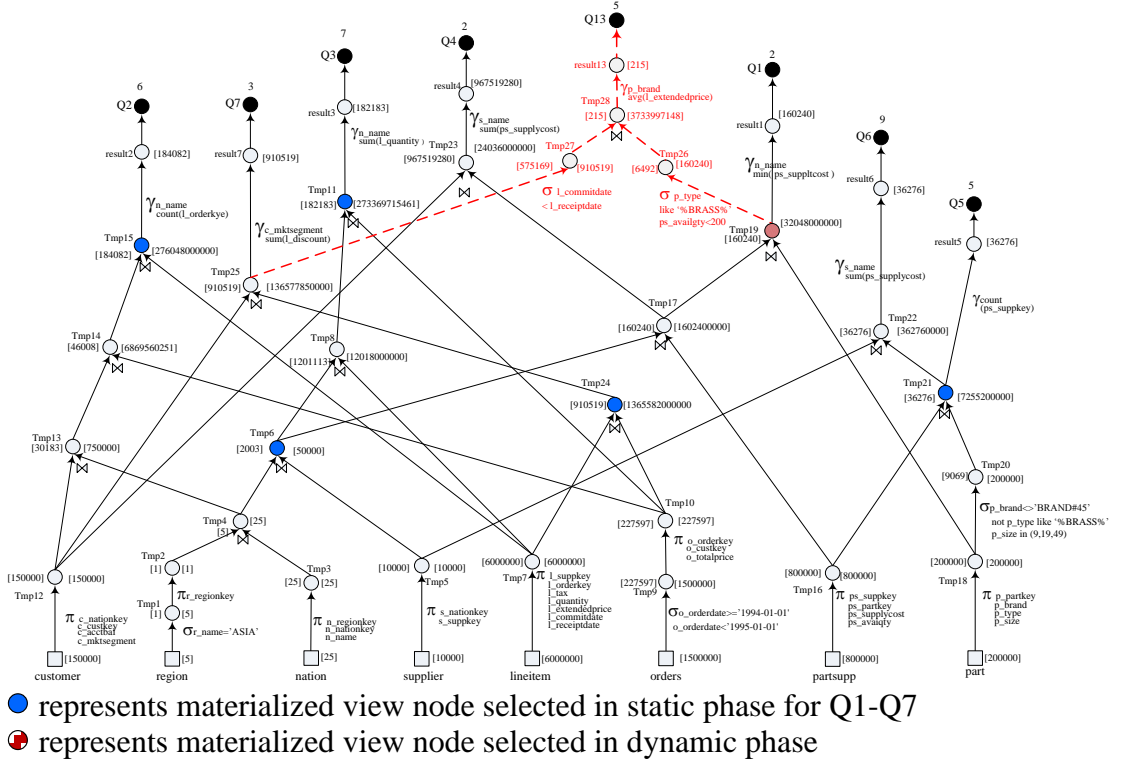 5
Q13
7
Q3
2
Q4
2
Q1
result13
[215]
6
Q2
3
Q7
result4
[967519280]
γp_brand
avg(l_extendedprice)
9
Q6
result3
[182183]
Tmp28
[215]
[3733997148]
result1
[160240]
γs_name
sum(ps_supplycost)
γn_name
sum(l_quantity )
Tmp23
[24036000000]
[967519280]
⋈
Tmp27
[575169]
[910519]
Tmp26
[160240]
[6492]
result2
[184082]
result7
[910519]
γn_name
min(ps_suppltcost )
result6
[36276]
5
Q5
σ l_commitdate
< l_receiptdate
σ p_type
like '%BRASS%'
ps_availgty<200
γn_name
count(l_orderkye)
Tmp11
[182183]
[273369715461]
⋈
Tmp19
[32048000000]
[160240]
⋈
γc_mktsegment
sum(l_discount)
Tmp15
[184082]
[276048000000]
⋈
result5
[36276]
γs_name
sum(ps_supplycost)
Tmp25
[910519]
[136577850000]
⋈
γcount
(ps_suppkey)
Tmp17
[160240]
[1602400000]
⋈
Tmp22
[36276]
[362760000]
⋈
Tmp14
[46008]
[6869560251]
⋈
Tmp8
[1201113]
[12018000000]
⋈
Tmp24
[910519]
[1365582000000
⋈
Tmp21
[36276]
[7255200000]
⋈
Tmp13
[30183]
[750000]
⋈
Tmp6
[2003]
[50000]
⋈
Tmp20
[9069]
[200000]
Tmp10
[227597]
[227597]
Tmp4
[5]
[25]
⋈
σp_brand<>'BRAND#45'
not p_type like '%BRASS%'
p_size in (9,19,49)
π o_orderkey
o_custkey
o_totalprice
Tmp2
[1]
[1]
Tmp3
[25]
[25]
[10000]
[10000]
Tmp5
[6000000]
[6000000]
Tmp7
[150000]
[150000]
Tmp12
[227597]
[1500000]
Tmp9
[800000]
[800000]
Tmp16
[200000]
[200000]
Tmp18
πr_regionkey
Tmp1
[1]
[5]
π c_nationkey
c_custkey
c_acctbal
c_mktsegment
σr_name='ASIA'
π n_regionkey
n_nationkey
n_name
π s_nationkey
s_suppkey
π l_suppkey
l_orderkey
l_tax
l_quantity
l_extendedprice
l_commitdate
l_receiptdate
σo_orderdate>='1994-01-01'
o_orderdate<'1995-01-01'
π ps_suppkey
ps_partkey
ps_supplycost
ps_avaiqty
π p_partkey
p_brand
p_type
p_size
[150000]
[5]
[25]
[10000]
[6000000]
[1500000]
[800000]
[200000]
customer
region
nation
supplier
lineitem
orders
partsupp
part
represents materialized view node selected in static phase for Q1-Q7
represents materialized view node selected in dynamic phase